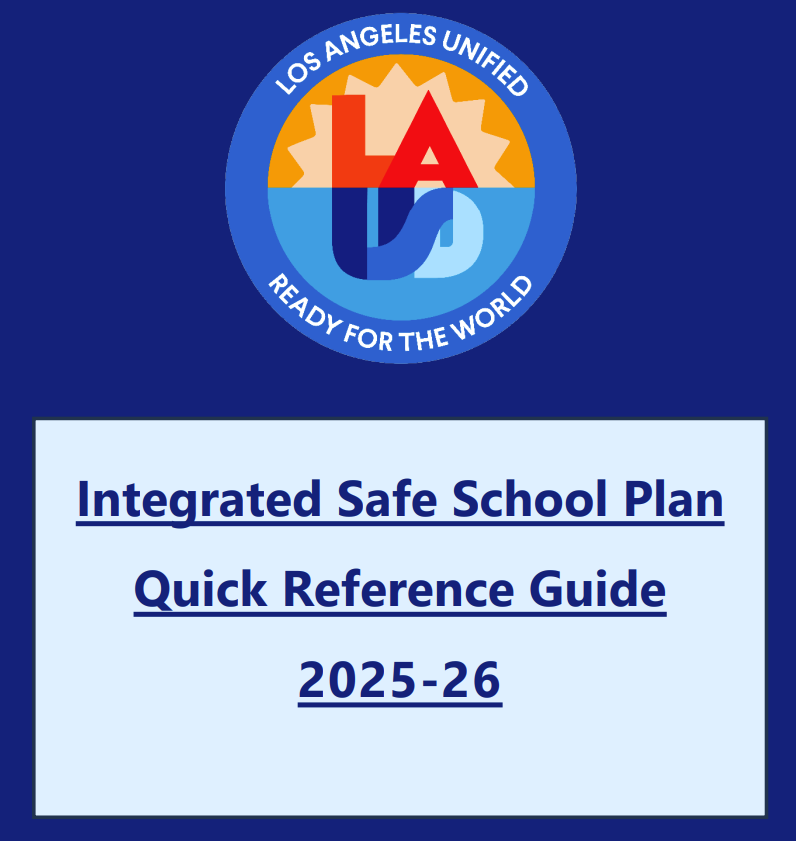 LOS ANGELES UNIFIED
LAUSD
READY FOR THE WORLD
Integrated Safe School Plan
Quick Reference Guide
2025-26